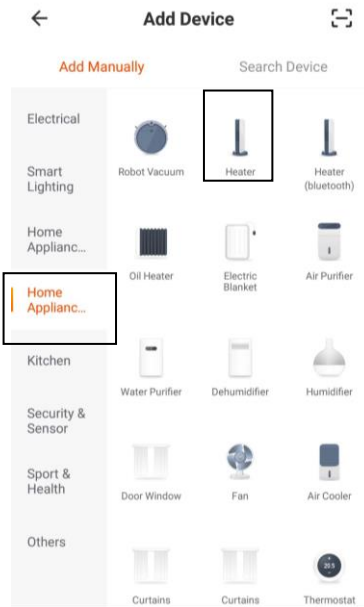 Add Device
Add Manually
Search Device
Electrical
Smart
Lighting
Home
Applianc...
Home
Applianc...
Kitchen
Security &
Sensor
Sport &
Health
Others
Robot Vacuum
Heater
Heater
(bluetooth)
Oil Heater
Electric
Blanket
Air Purifier
Water Purifier
Dehumidifier
Humidifier
Door Window
Fan
Air Cooler
Curtains
Curtains
20.5
Thermostat